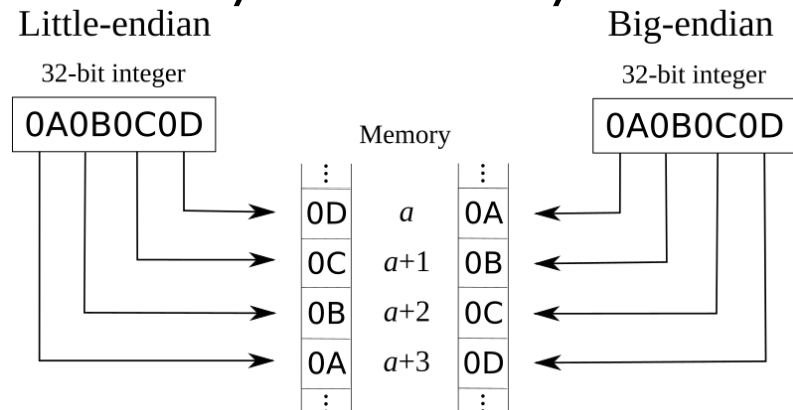 Little-endian
Big-endian
32-bit integer
32-bit integer
0A0B0C0D
0A0B0C0D
Memory
⋮ ⋮
0D a 0A
0C a+1 0B
0B a+2 0C
0A a+3 0D
⋮ ⋮